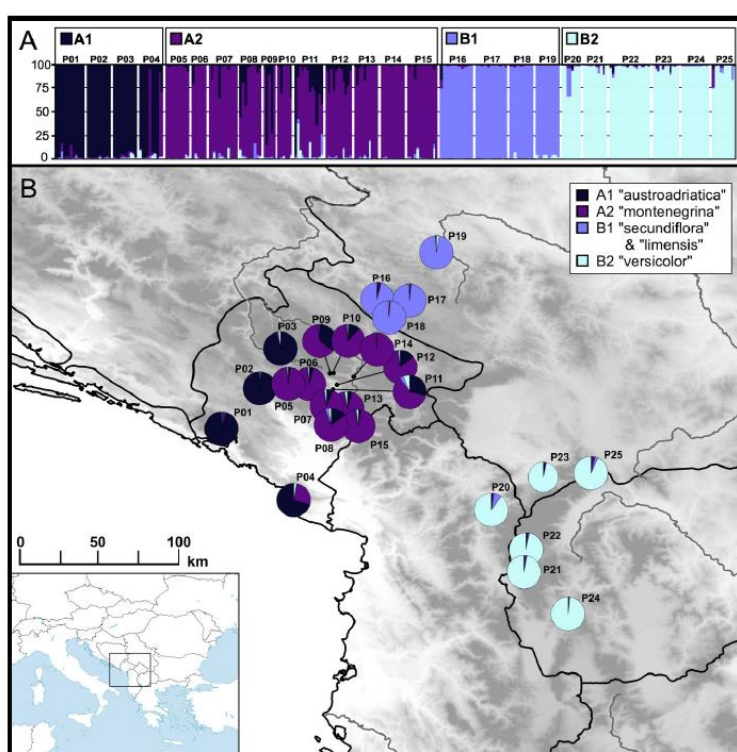 A
A1
A2
B1
B2
P01 P02 P03 P04 P05 P06 P07 P08 P09 P10 P11 P12 P13 P14 P15 P16 P17 P18 P19 P20 P21 P22 P23 P24 P25
100
75
50
25
0
B
A1 "austroadriatica"
A2 "montenegrina"
B1 "secundiflora"
& "limensis"
B2 "versicolor"
P19
P16
P17
P18
P09 P10
P03
P14
P12
P02
P06
P11
P05
P01
P13
P07
P08
P15
P04
P23 P25
P20
P22
P21
P24
0 50 100
km